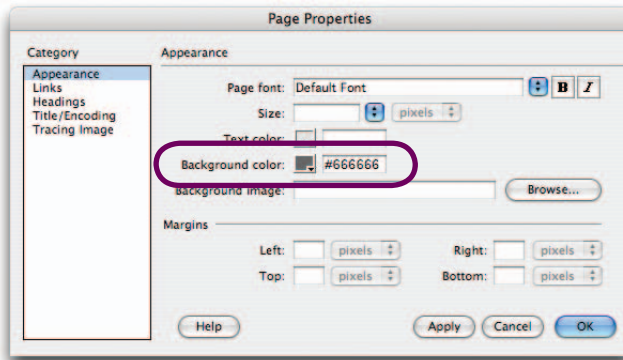 Page Properties
Category
Appearance
Links
Headings
Title/Encoding
Tracing Image
Appearance
Page font: Default Font B I
Size: pixels
Text color:
Background color: #666666
Background image: Browse...
Margins
Left: pixels Right: pixels
Top: pixels Bottom: pixels
Help Apply Cancel OK